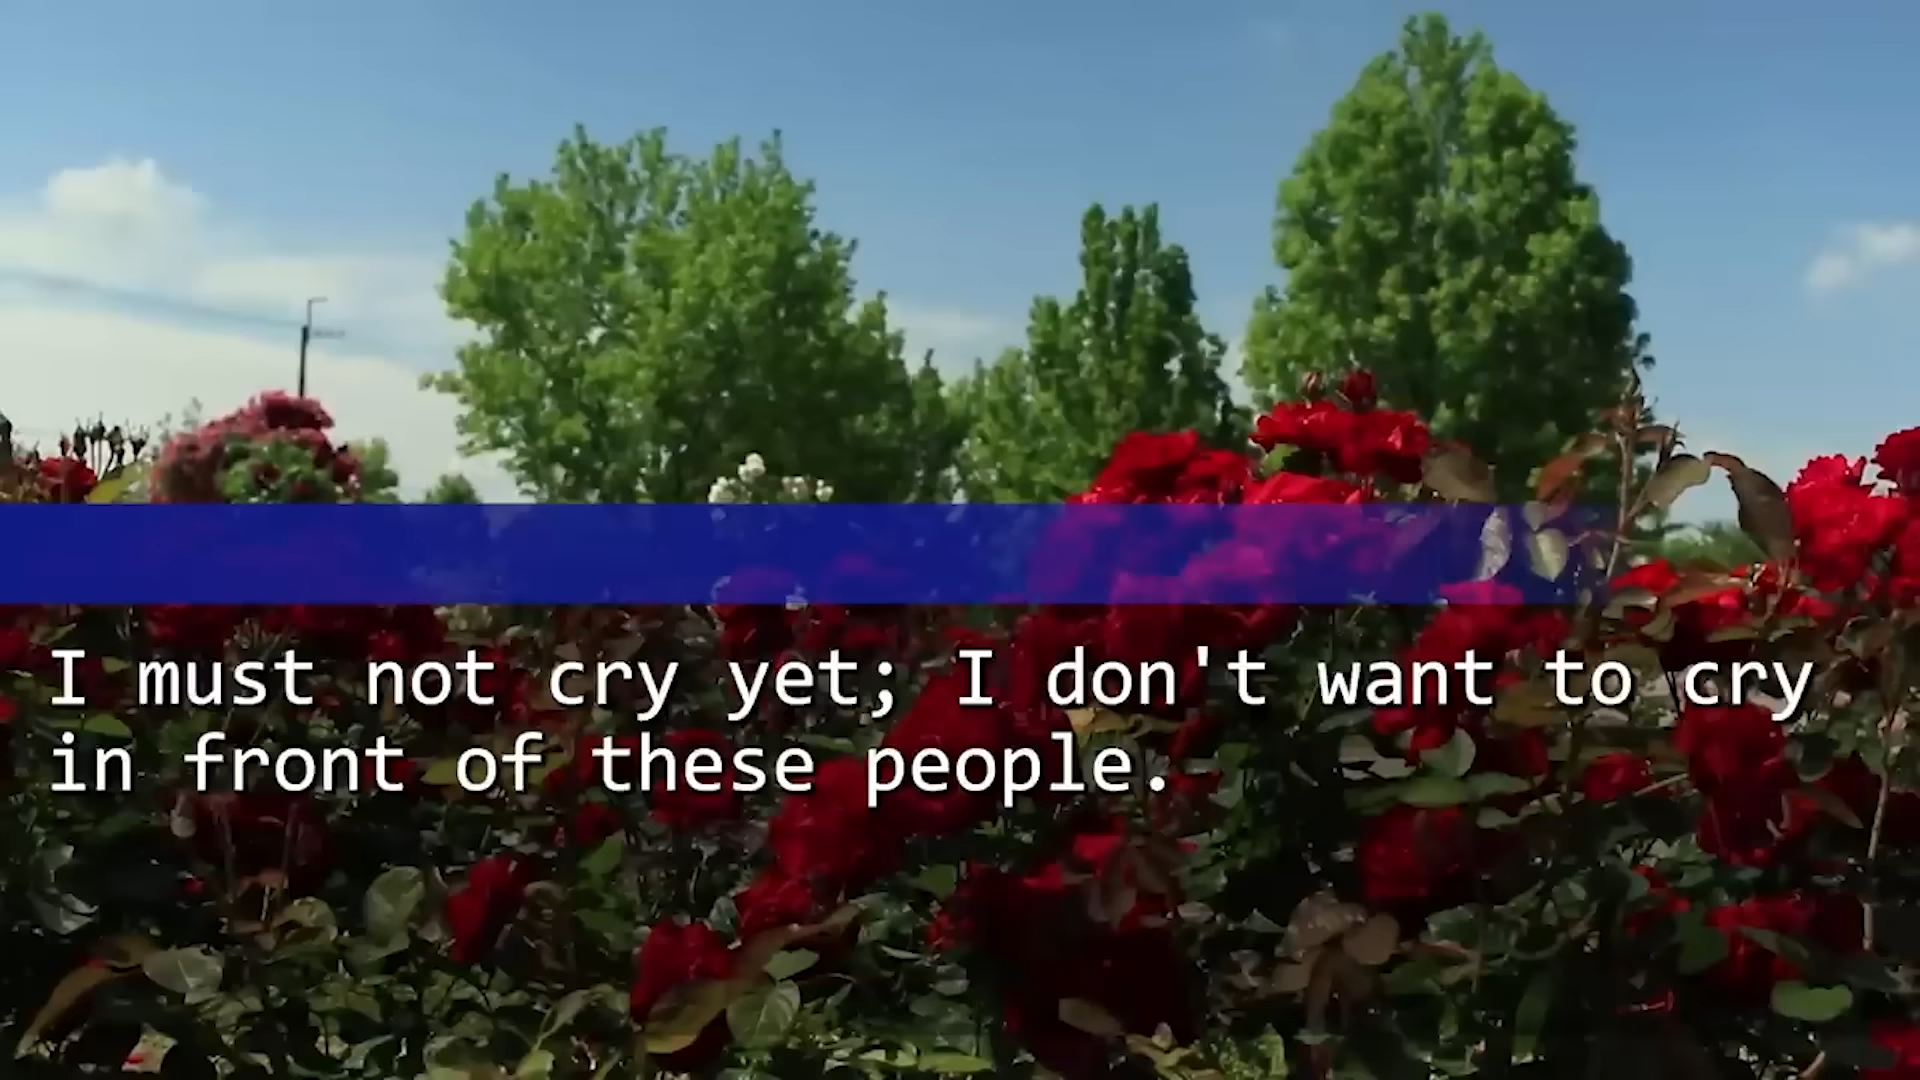 I must not cry yet; I don't want to cry
in front of these people.